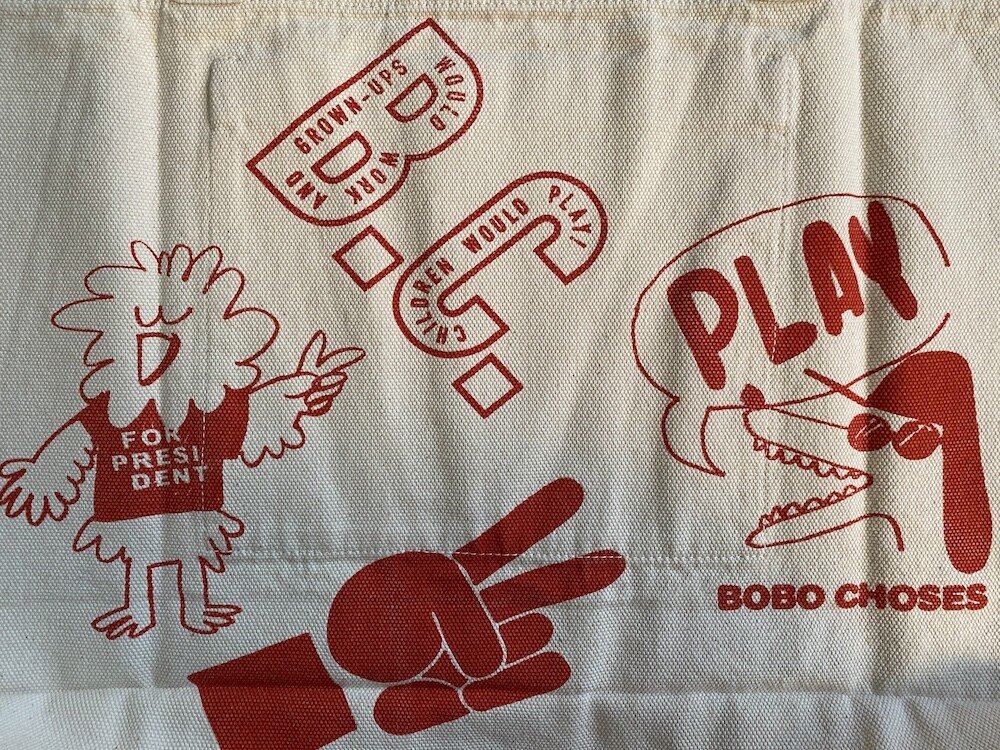 B.C.
GROWN-UPS WOULD WORK AND
CHILDREN WOULD PLAY!
PLAY
FOR
PRESI
DENT
BOBO CHOSES